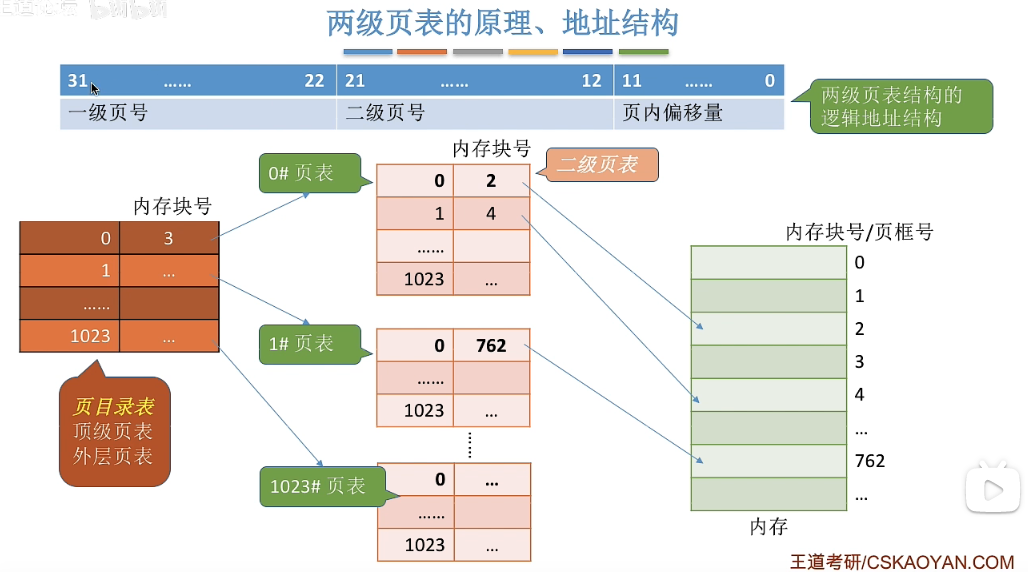 两级页表的原理、地址结构
31 …… 22 21 …… 12 11 …… 0
一级页号 二级页号 页内偏移量
两级页表结构的
逻辑地址结构
内存块号
0 3
1 ...
……
1023 ...
页目录表
顶级页表
外层页表
0# 页表
内存块号
二级页表
0 2
1 4
……
1023 ...
1# 页表
0 762
……
1023 ...
1023# 页表
0 ...
……
1023 ...
内存块号/页框号
0
1
2
3
4
...
762
...
内存
王道考研/CSKAOYAN.COM